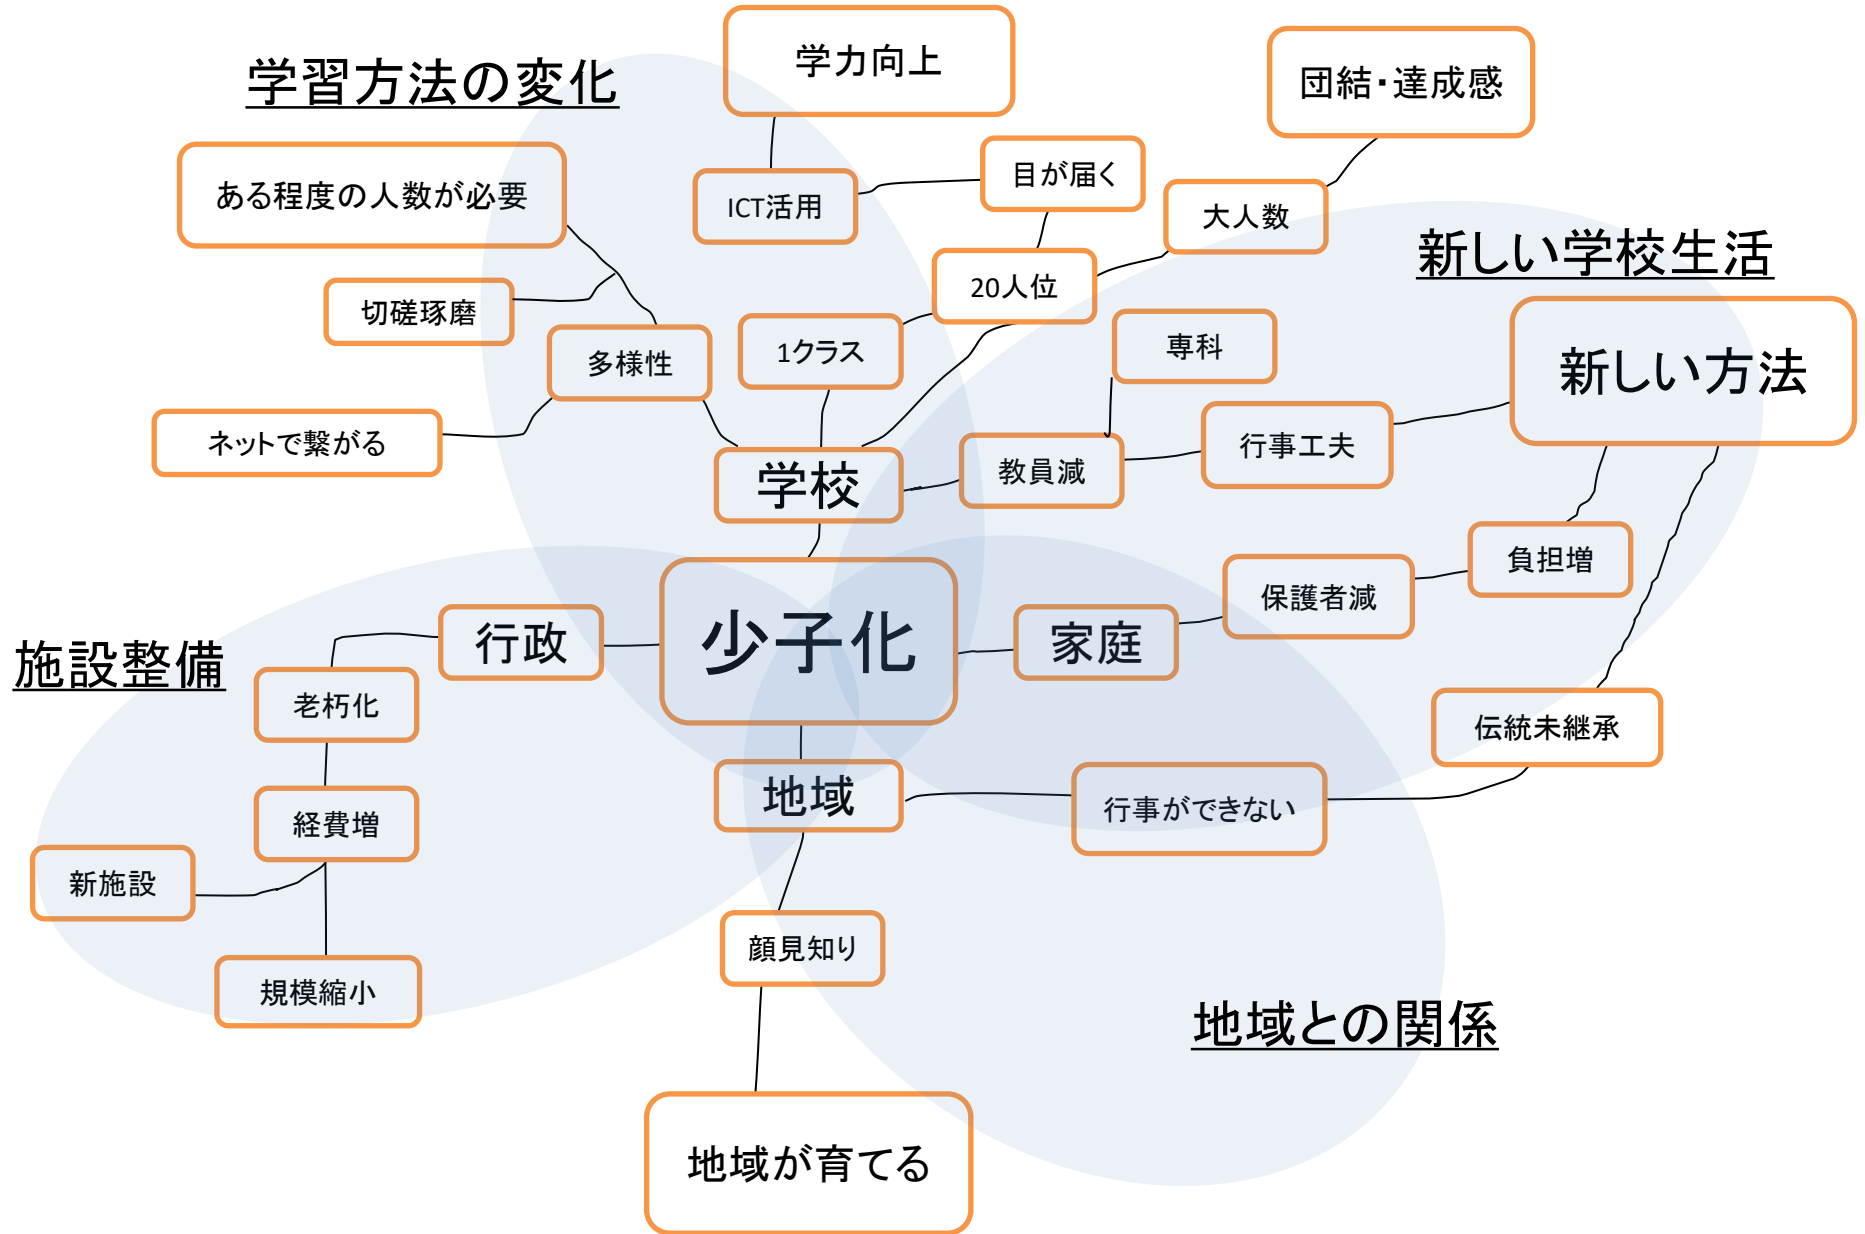 学力向上
団結・達成感
学習方法の変化
ある程度の人数が必要
ICT活用
目が届く
大人数
新しい学校生活
20人位
切磋琢磨
多様性
1クラス
専科
新しい方法
ネットで繋がる
学校
教員減
行事工夫
少子化
行政
家庭
保護者減
負担増
施設整備
老朽化
伝統未継承
地域
行事ができない
経費増
新施設
顔見知り
規模縮小
地域との関係
地域が育てる